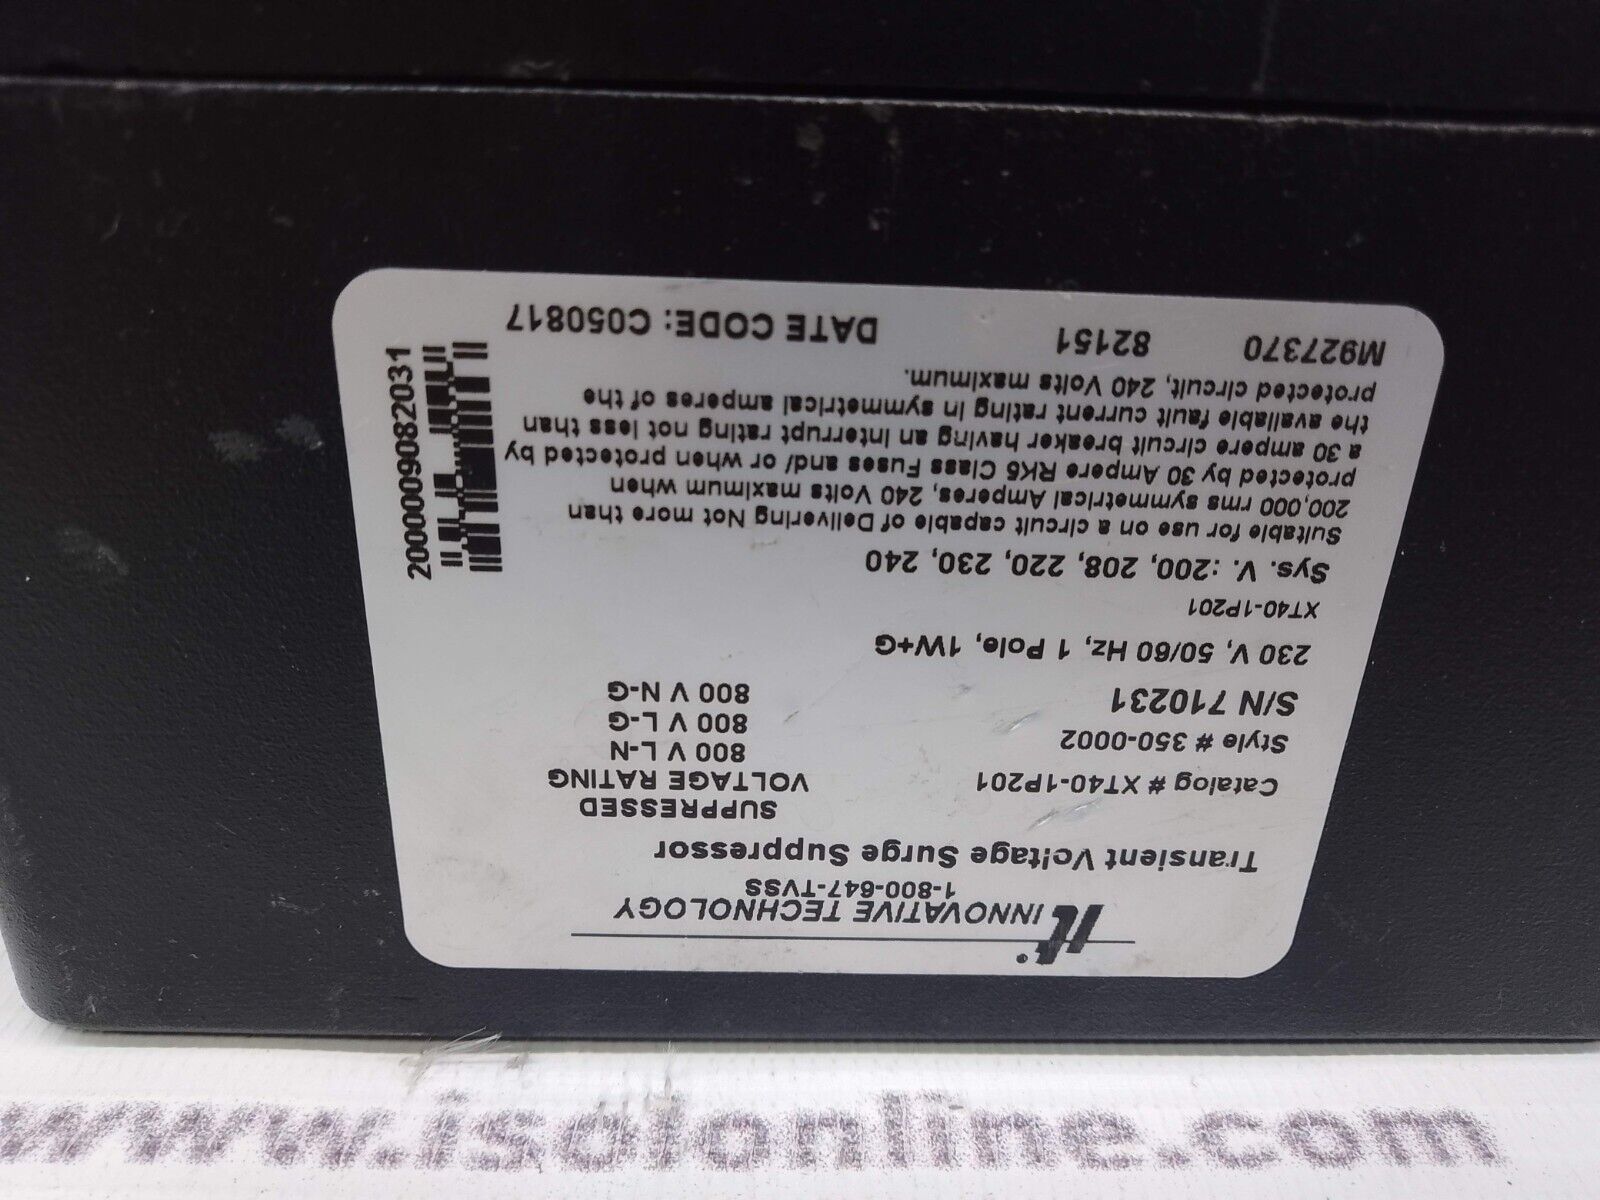 it INNOVATIVE TECHNOLOGY
1-800-647-TVSS
Transient Voltage Surge Suppressor
Catalog # XT40-1P201
Style # 350-0002
S/N 710231
SUPPRESSED
VOLTAGE RATING
800 V L-N
800 V L-G
800 V N-G
230 V, 50/60 Hz, 1 Pole, 1W+G
XT40-1P201
Sys. V. :200, 208, 220, 230, 240
Suitable for use on a circuit capable of Delivering Not more than
200,000 rms symmetrical Amperes, 240 Volts maximum when
protected by 30 Ampere RK5 Class Fuses and/ or when protected by
a 30 ampere circuit breaker having an interrupt rating not less than
the available fault current rating in symmetrical amperes of the
protected circuit, 240 Volts maximum.
M927370 82151 DATE CODE: C050817
2000009082031
www.isolonline.com